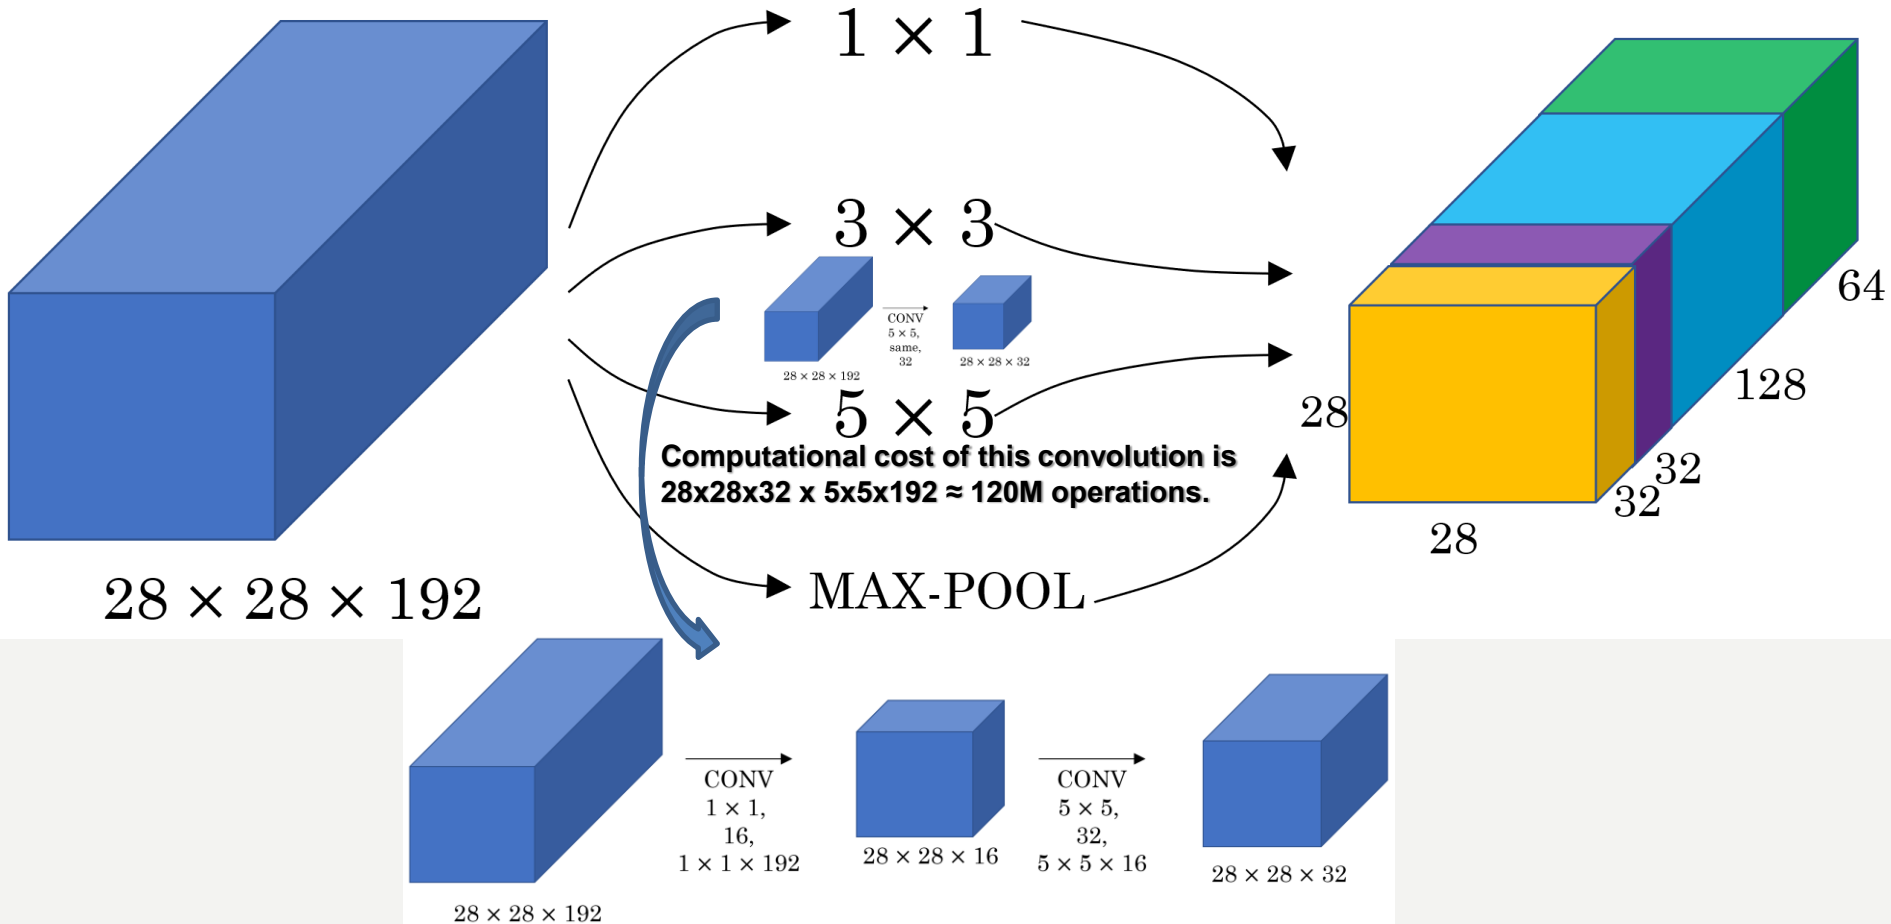 1 × 1
3 × 3
CONV
5 × 5,
same,
32
28 × 28 × 192
28 × 28 × 32
5 × 5
Computational cost of this convolution is
28x28x32 x 5x5x192 ≈ 120M operations.
MAX-POOL
28 × 28 × 192
64
128
32
32
28
28
CONV
1 × 1,
16,
1 × 1 × 192
28 × 28 × 192
28 × 28 × 16
CONV
5 × 5,
32,
5 × 5 × 16
28 × 28 × 32